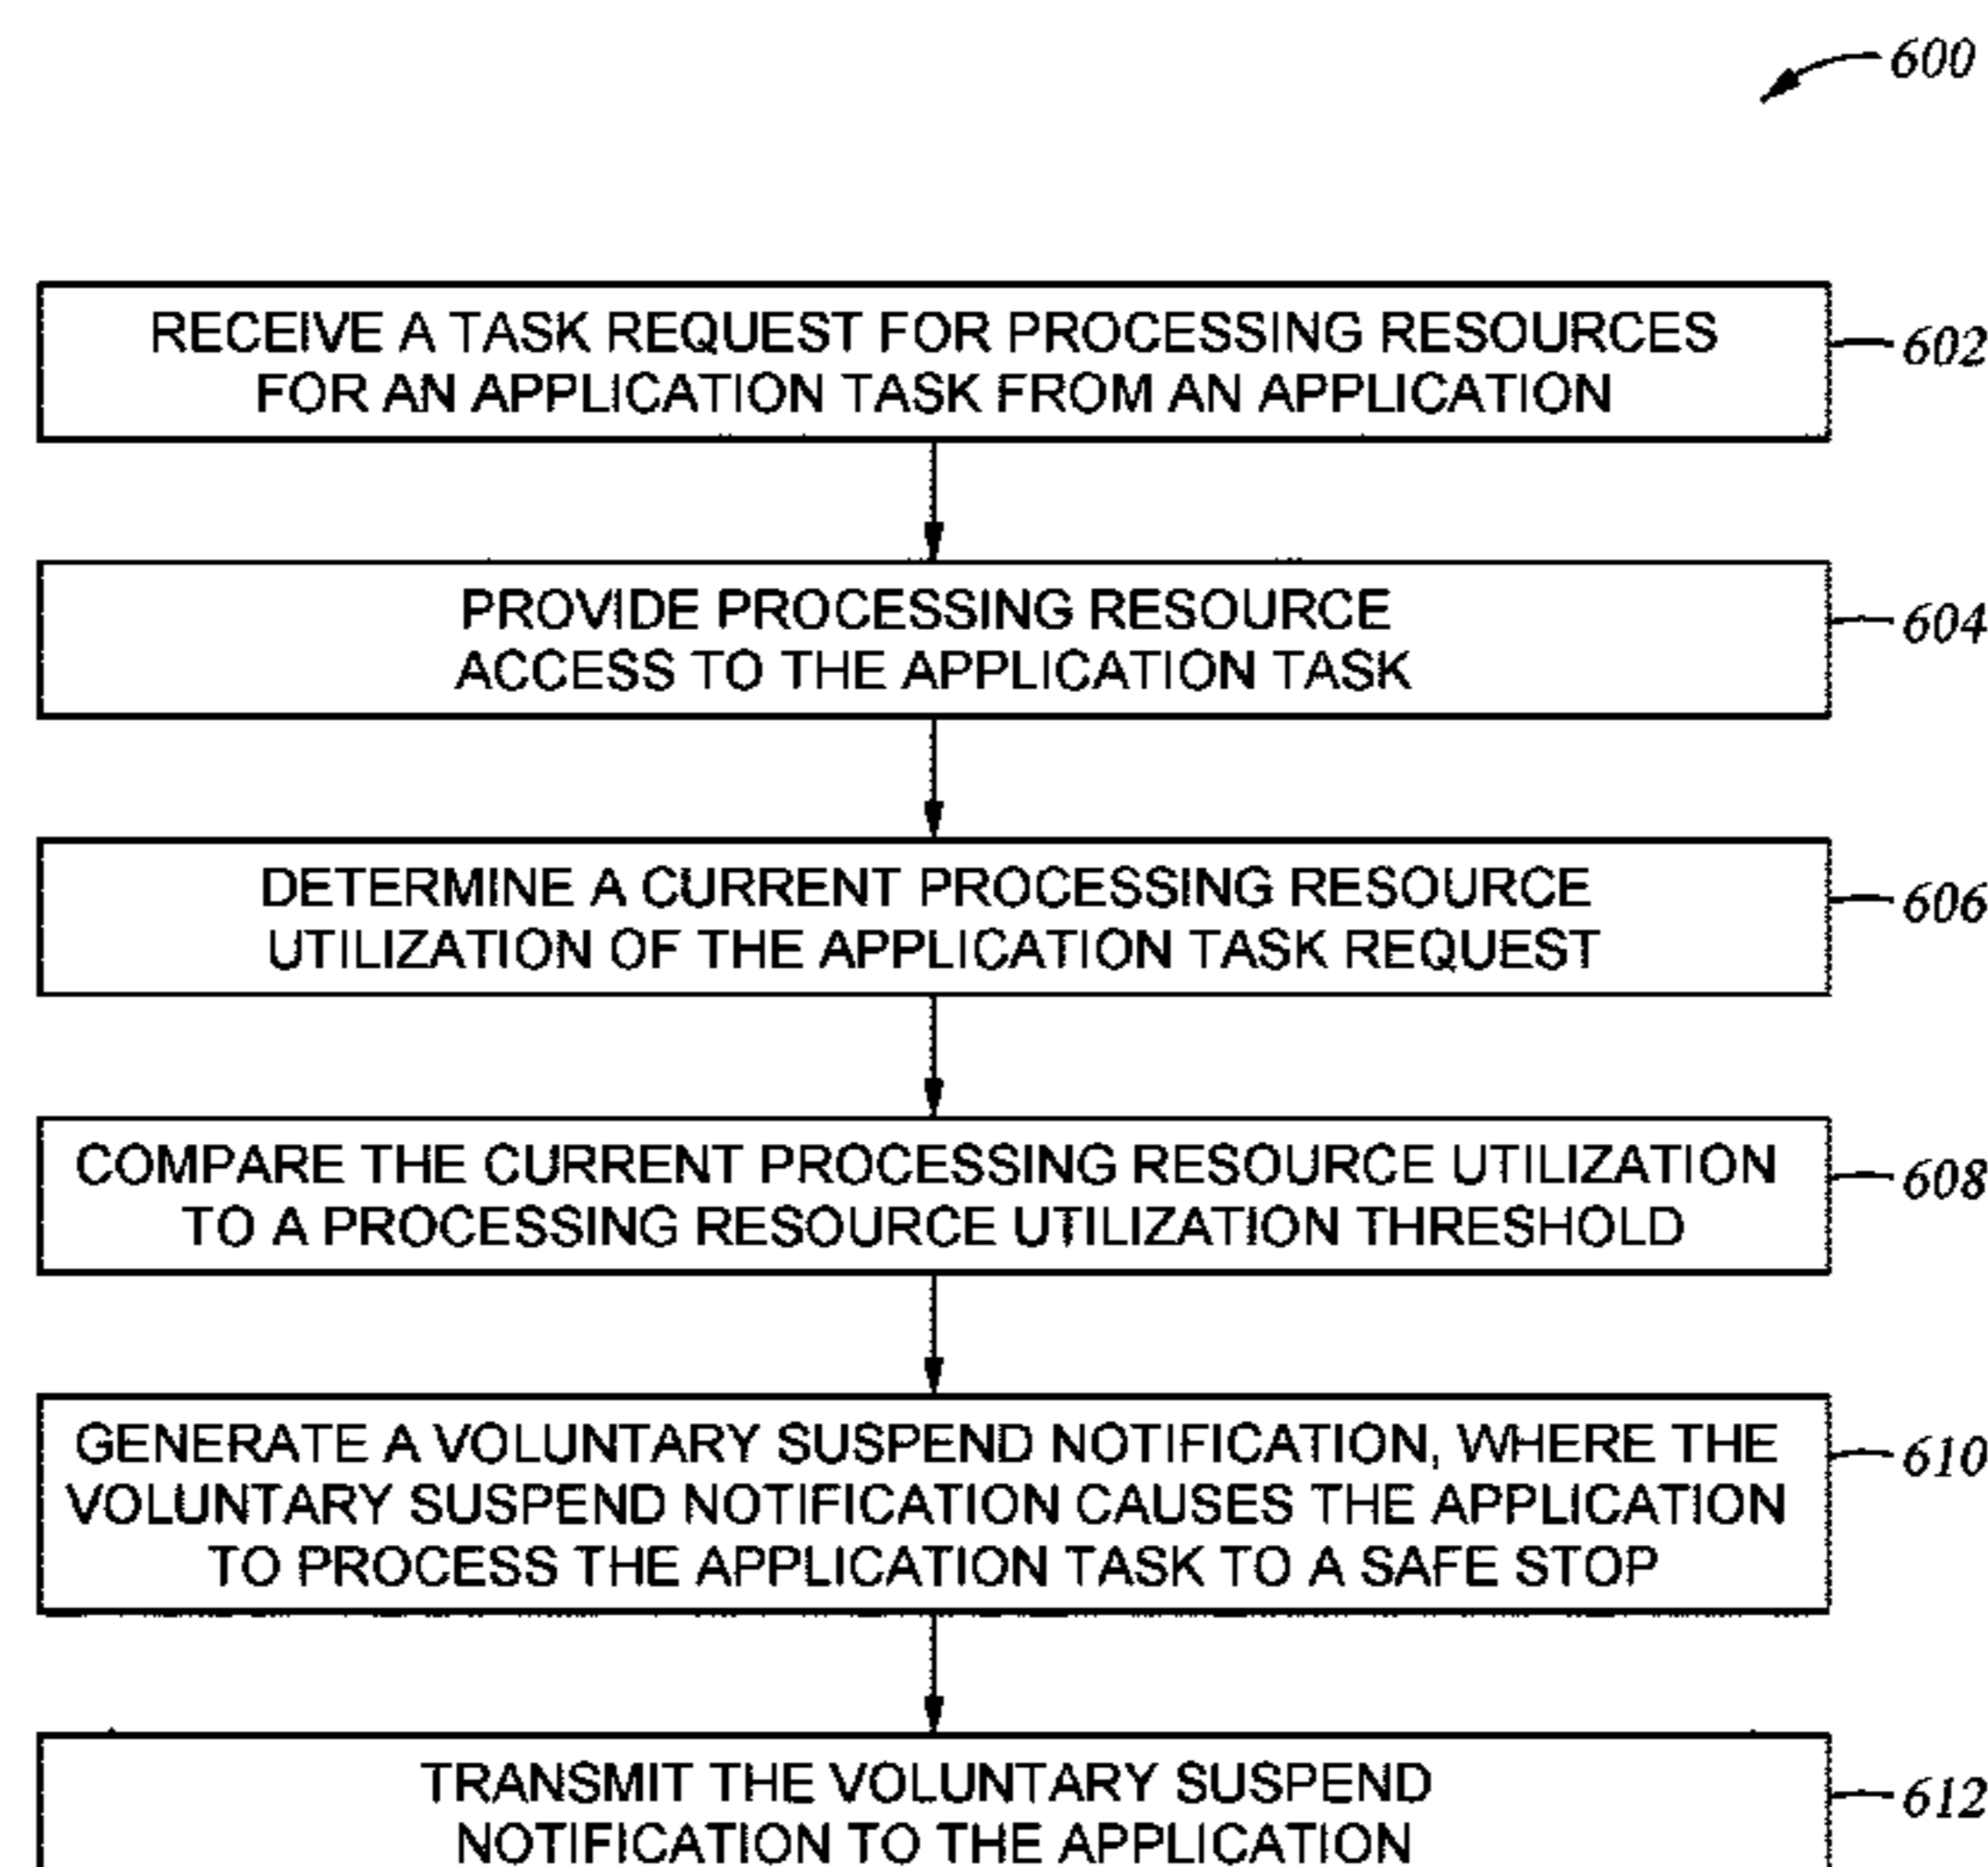 600
RECEIVE A TASK REQUEST FOR PROCESSING RESOURCES
FOR AN APPLICATION TASK FROM AN APPLICATION
602
PROVIDE PROCESSING RESOURCE
ACCESS TO THE APPLICATION TASK
604
DETERMINE A CURRENT PROCESSING RESOURCE
UTILIZATION OF THE APPLICATION TASK REQUEST
606
COMPARE THE CURRENT PROCESSING RESOURCE UTILIZATION
TO A PROCESSING RESOURCE UTILIZATION THRESHOLD
608
GENERATE A VOLUNTARY SUSPEND NOTIFICATION, WHERE THE
VOLUNTARY SUSPEND NOTIFICATION CAUSES THE APPLICATION
TO PROCESS THE APPLICATION TASK TO A SAFE STOP
610
TRANSMIT THE VOLUNTARY SUSPEND
NOTIFICATION TO THE APPLICATION
612